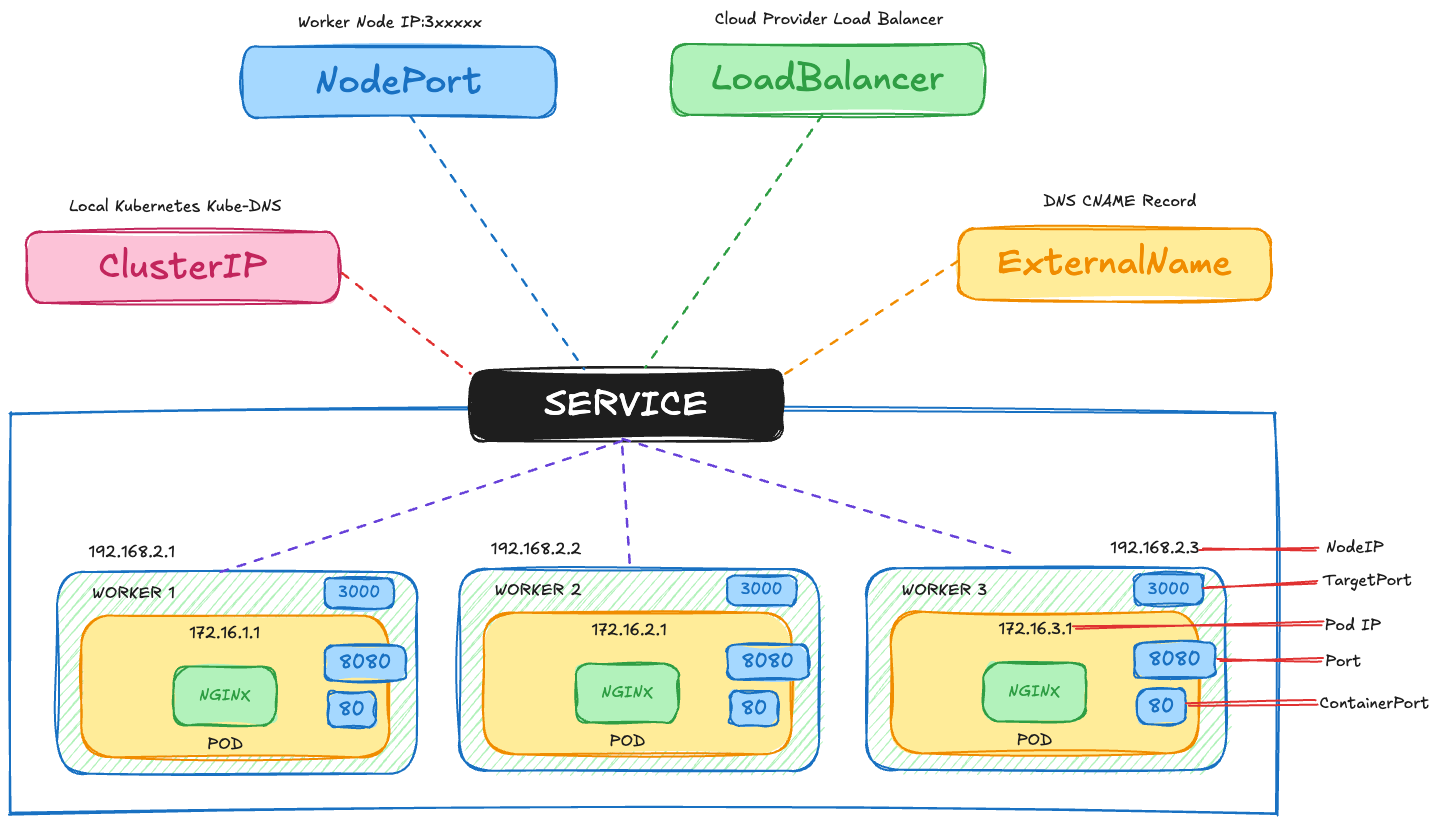 Worker Node IP:3xxxxx
Cloud Provider Load Balancer
NodePort
LoadBalancer
Local Kubernetes Kube-DNS
DNS CNAME Record
ClusterIP
ExternalName
SERVICE
192.168.2.1
WORKER 1
3000
172.16.1.1
8080
NGINX
80
POD
192.168.2.2
WORKER 2
3000
172.16.2.1
8080
NGINX
80
POD
192.168.2.3
NodeIP
WORKER 3
3000
TargetPort
172.16.3.1
Pod IP
8080
Port
NGINX
80
ContainerPort
POD